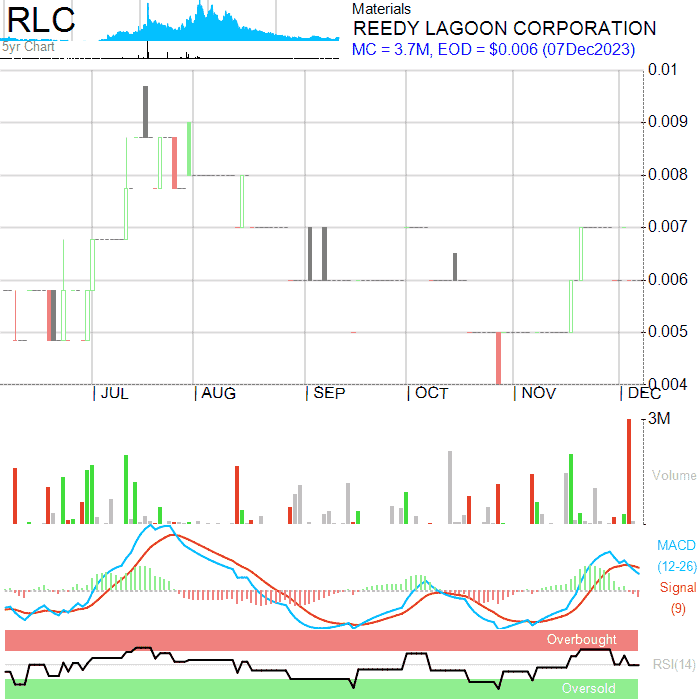 RLC
5yr Chart
Materials
REEDY LAGOON CORPORATION
MC = 3.7M, EOD = $0.006 (07Dec2023)
0.01
0.009
0.008
0.007
0.006
0.005
0.004
JUL
AUG
SEP
OCT
NOV
DEC
3M
Volume
MACD
(12-26)
Signal
(9)
Overbought
RSI(14)
Oversold